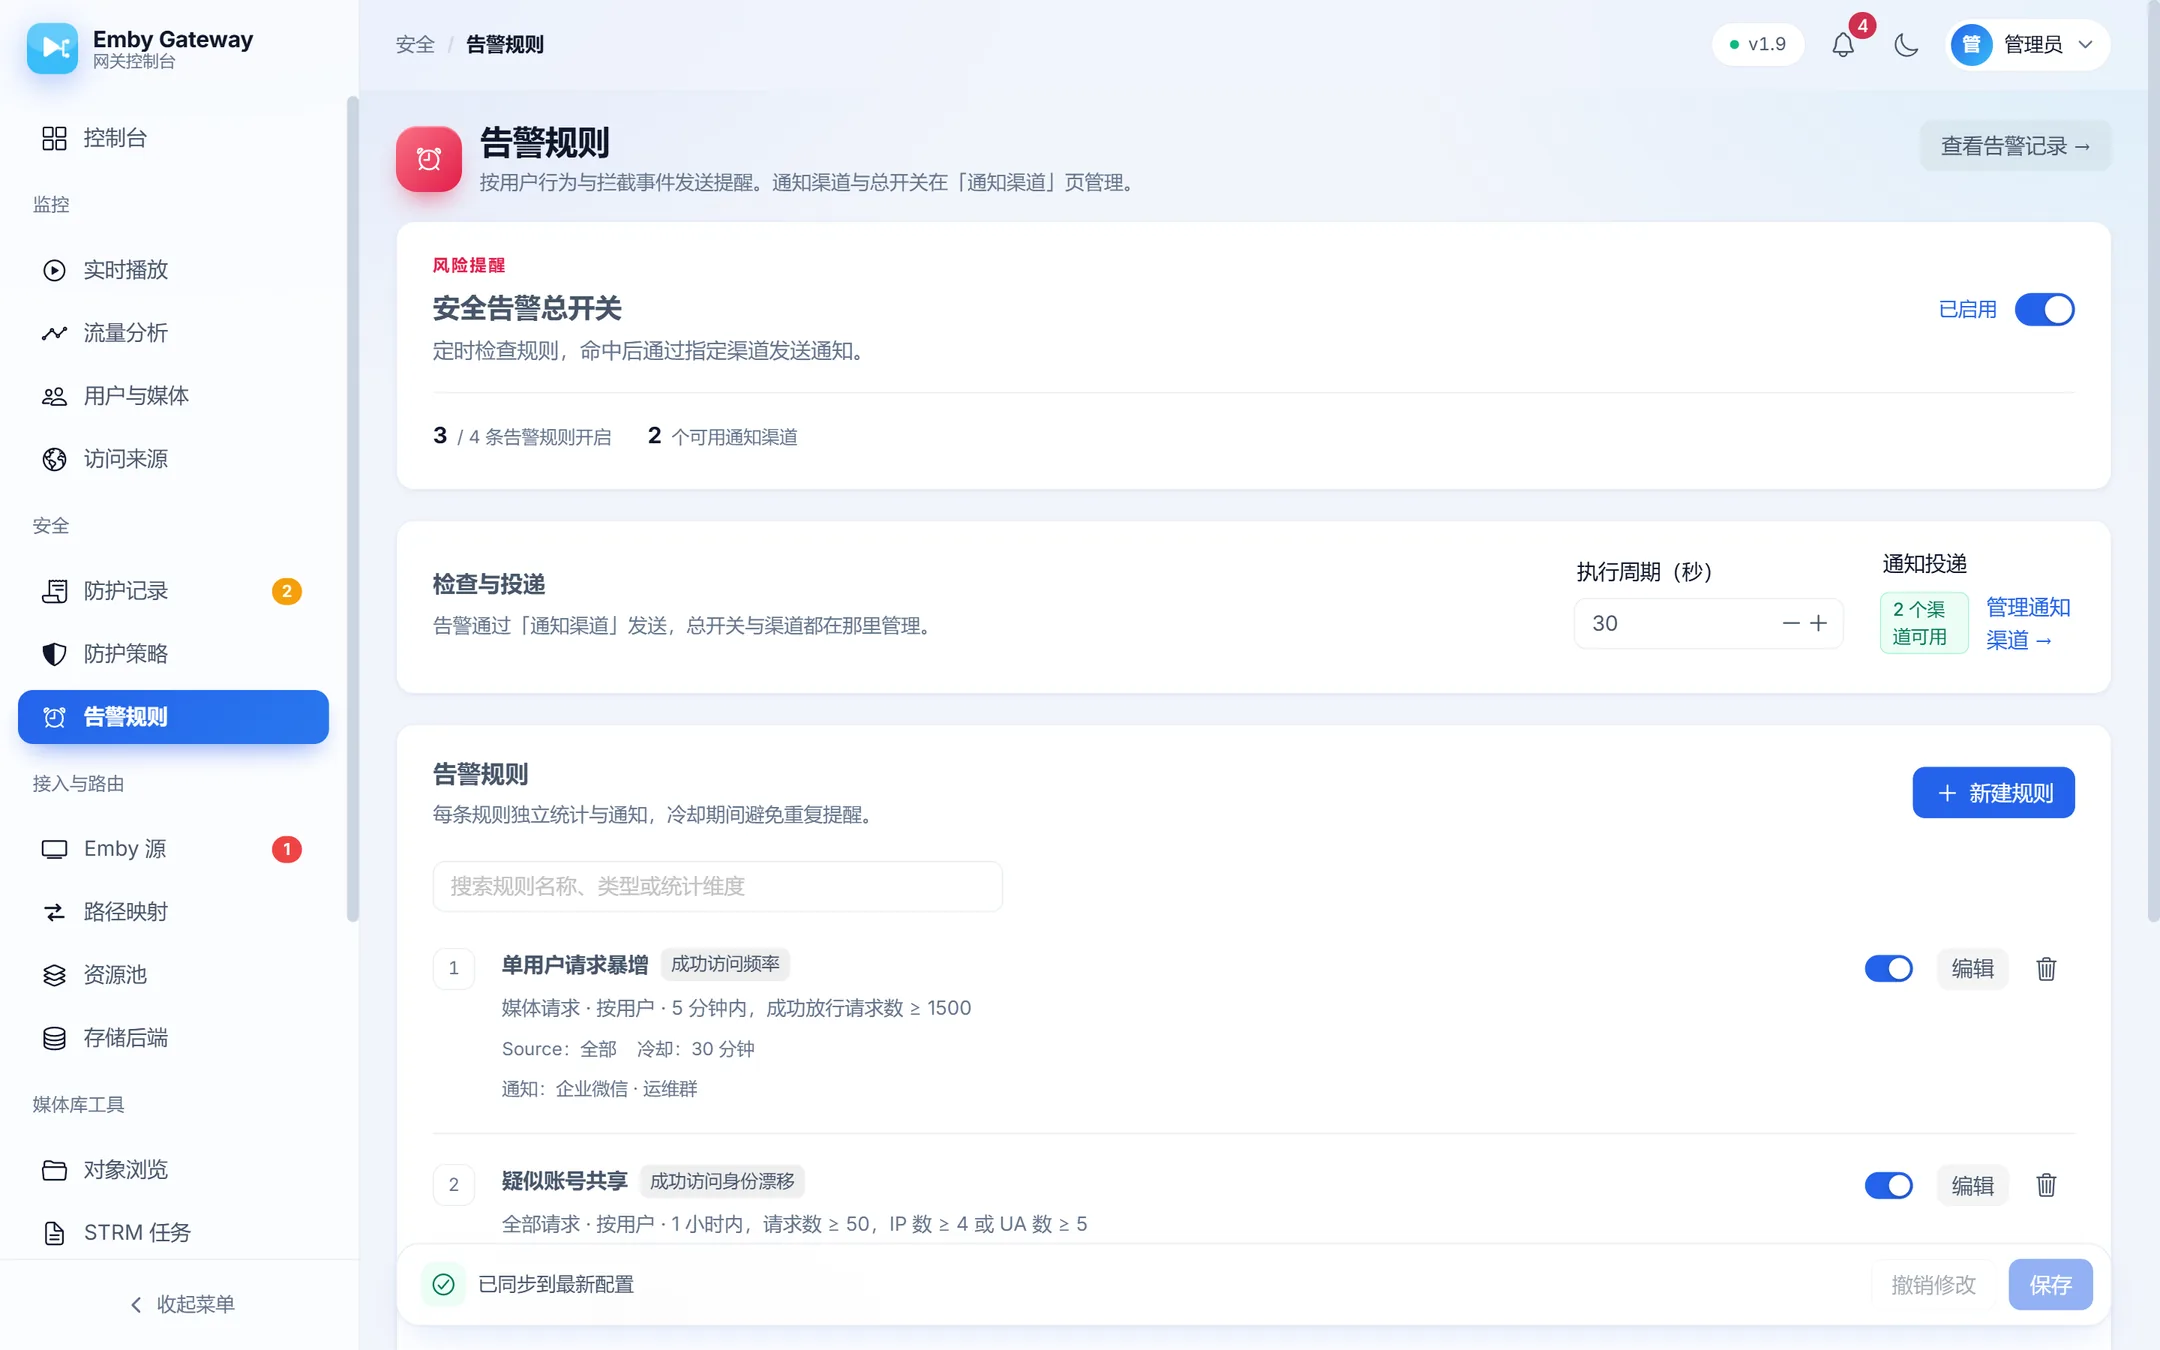 Emby Gateway
网关控制台
控制台
监控
实时播放
流量分析
用户与媒体
访问来源
安全
防护记录
2
防护策略
告警规则
接入与路由
Emby 源
1
路径映射
资源池
存储后端
媒体库工具
对象浏览
STRM 任务
收起菜单
安全 / 告警规则
v1.9
4
管 管理员
告警规则
按用户行为与拦截事件发送提醒。通知渠道与总开关在「通知渠道」页管理。
查看告警记录 →
风险提醒
安全告警总开关
定时检查规则，命中后通过指定渠道发送通知。
已启用
3 / 4 条告警规则开启 2 个可用通知渠道
检查与投递
告警通过「通知渠道」发送，总开关与渠道都在那里管理。
执行周期（秒）
30
通知投递
2 个渠
道可用
管理通知
渠道 →
告警规则
每条规则独立统计与通知，冷却期间避免重复提醒。
新建规则
搜索规则名称、类型或统计维度
1
单用户请求暴增 成功访问频率
媒体请求 · 按用户 · 5 分钟内，成功放行请求数 ≥ 1500
Source：全部 冷却：30 分钟
通知：企业微信 · 运维群
编辑
2
疑似账号共享 成功访问身份漂移
全部请求 · 按用户 · 1 小时内，请求数 ≥ 50，IP 数 ≥ 4 或 UA 数 ≥ 5
编辑
已同步到最新配置
撤销修改
保存